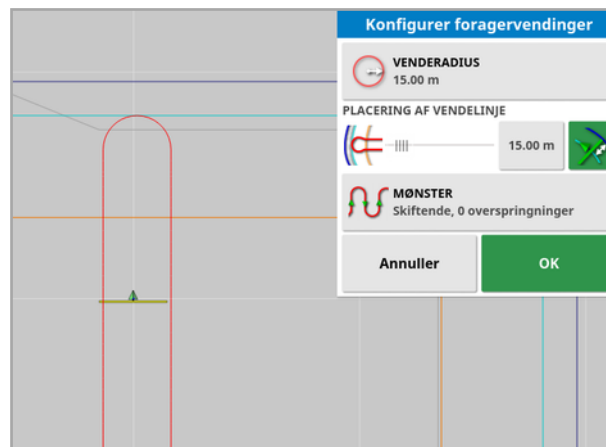 Konfigurer foragervendinger
VENDERADIUS
15.00 m
PLACERING AF VENDELINJE
15.00 m
MØNSTER
Skiftende, 0 overspringninger
Annuller
OK